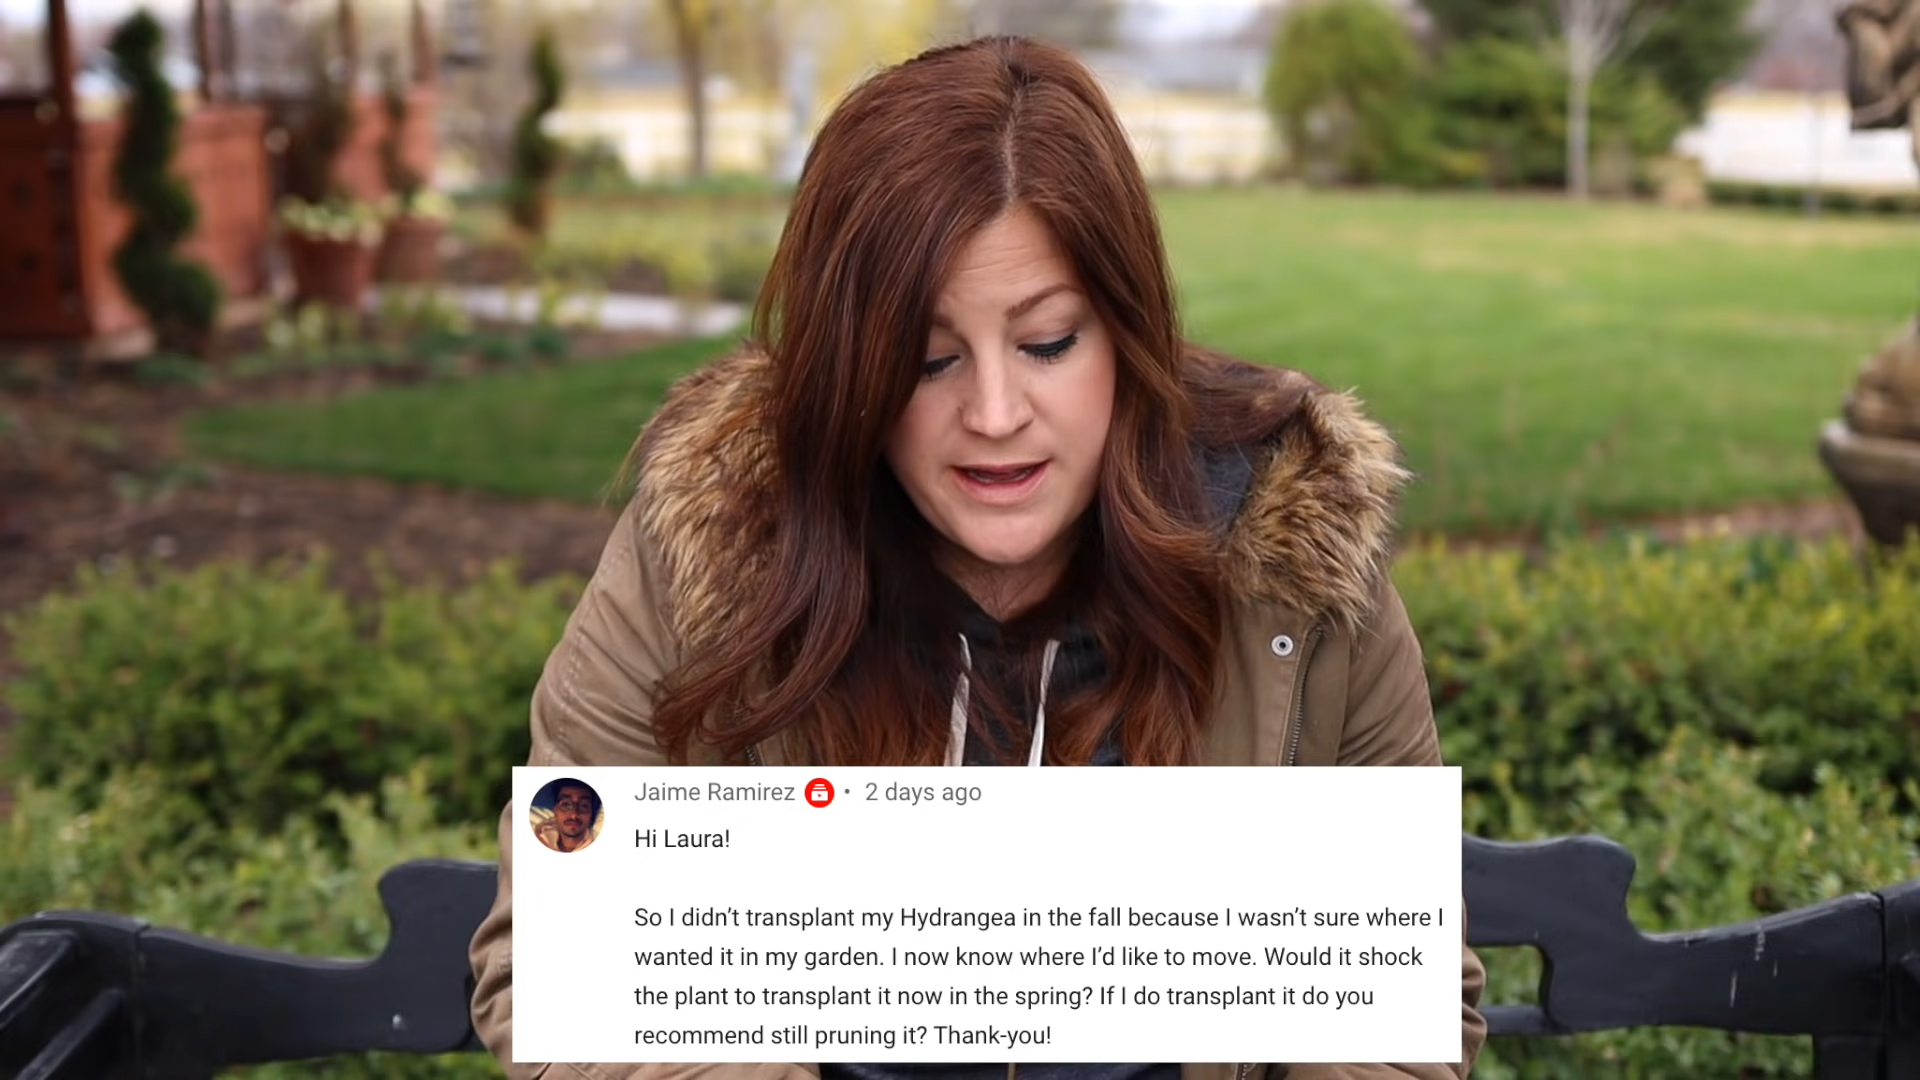 Jaime Ramirez • 2 days ago
Hi Laura!
So I didn’t transplant my Hydrangea in the fall because I wasn’t sure where I
wanted it in my garden. I now know where I’d like to move. Would it shock
the plant to transplant it now in the spring? If I do transplant it do you
recommend still pruning it? Thank-you!